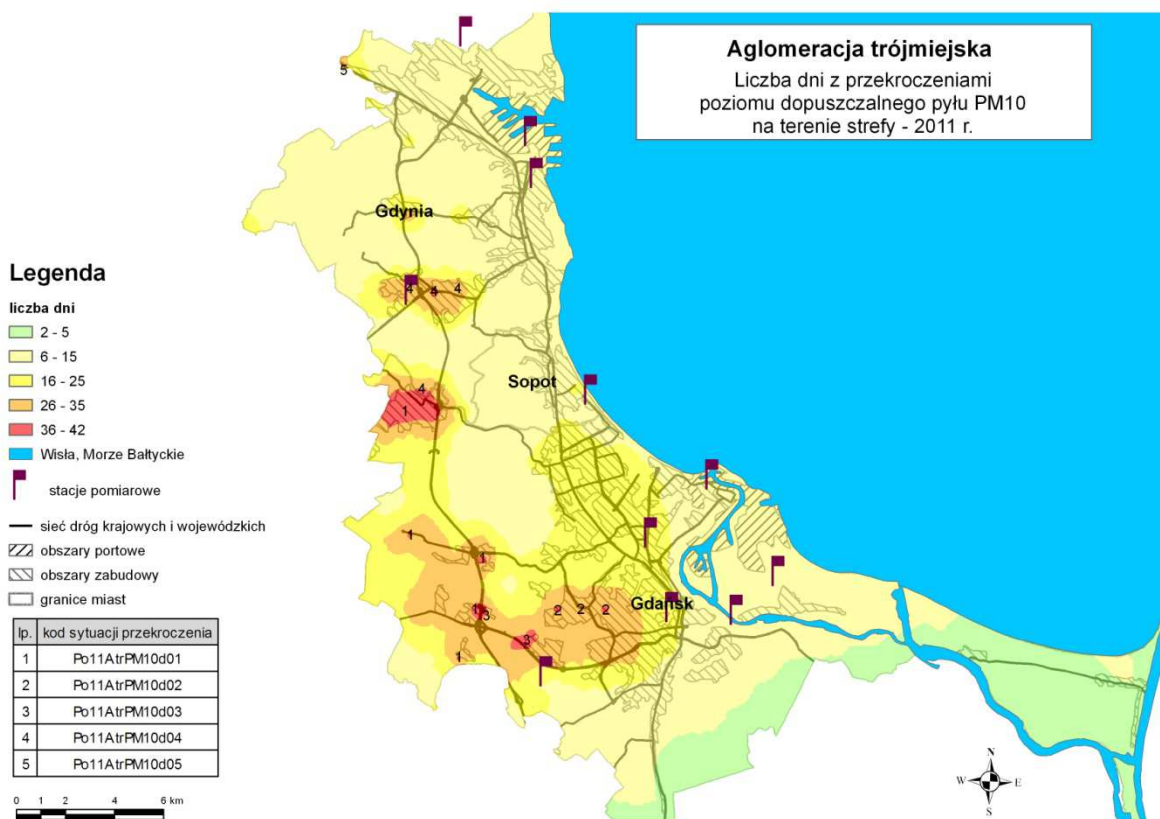 Aglomeracja trójmiejska
Liczba dni z przekroczeniami
poziomu dopuszczalnego pyłu PM10
na terenie strefy - 2011 r.
5
Gdynia
4
4
4
Sopot
4
1
1
1
1
3
2
2
2
Gdańsk
3
1
Legenda
liczba dni
2 - 5
6 - 15
16 - 25
26 - 35
36 - 42
Wisła, Morze Bałtyckie
stacje pomiarowe
sieć dróg krajowych i wojewódzkich
obszary portowe
obszary zabudowy
granice miast
lp. kod sytuacji przekroczenia
1 Po11AtrPM10d01
2 Po11AtrPM10d02
3 Po11AtrPM10d03
4 Po11AtrPM10d04
5 Po11AtrPM10d05
0 1 2 4 6 km
N
W E
S